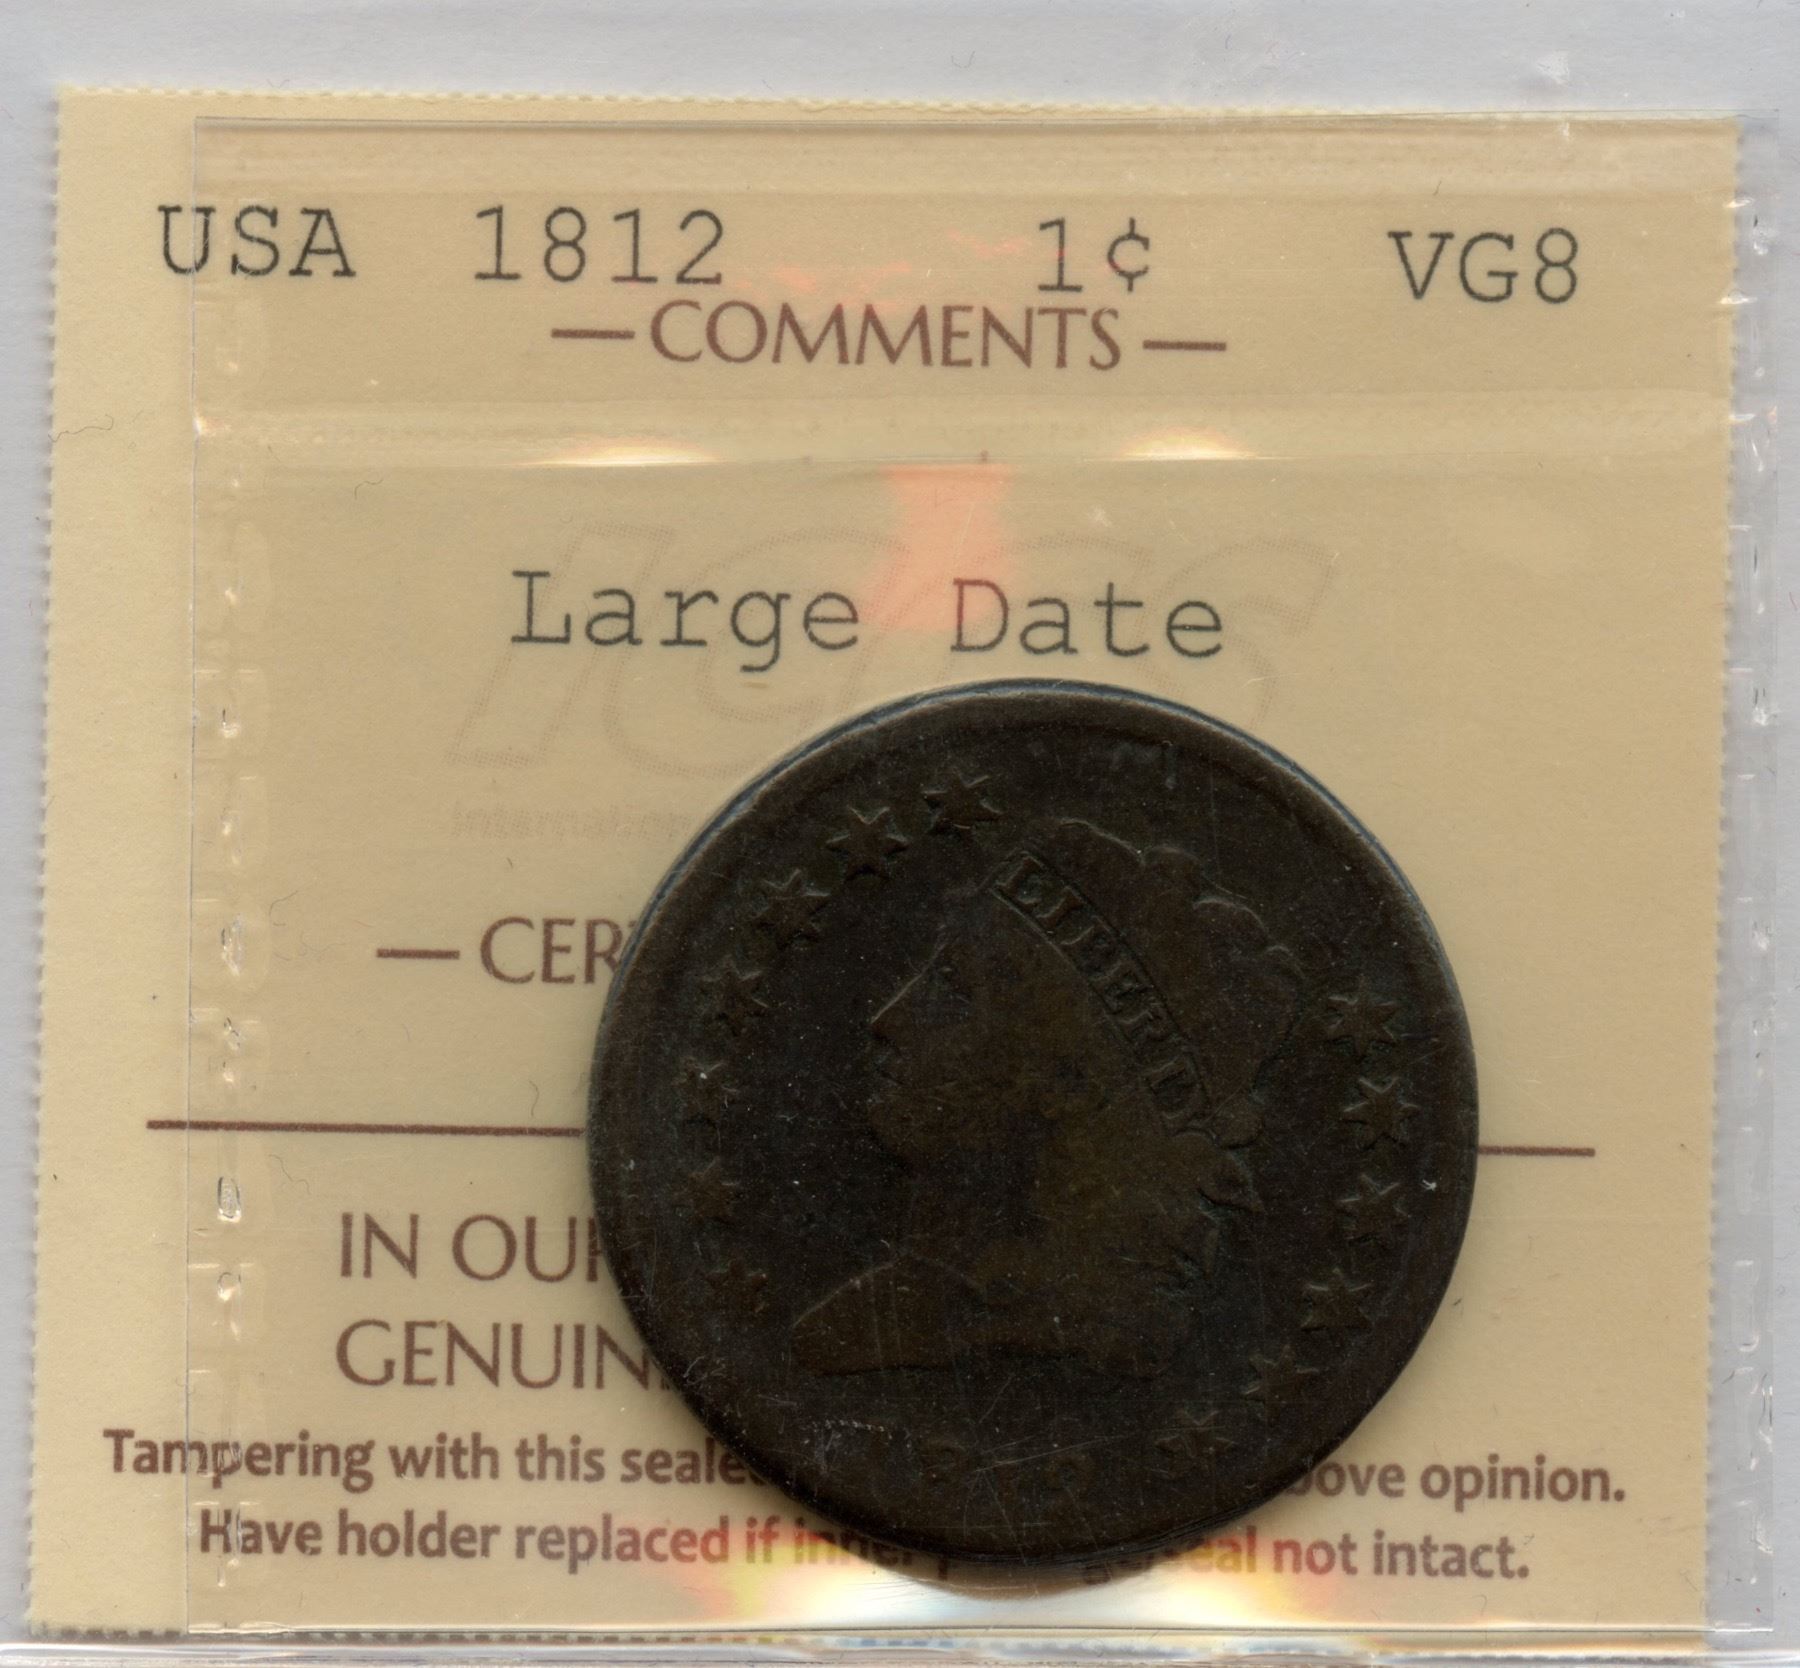 USA 1812 1¢ VG8
— COMMENTS —
Large Date
ICCS
— CER
LIBERTY
IN OUR
GENUIN
Tampering with this seale ove opinion.
Have holder replaced if inner seal not intact.